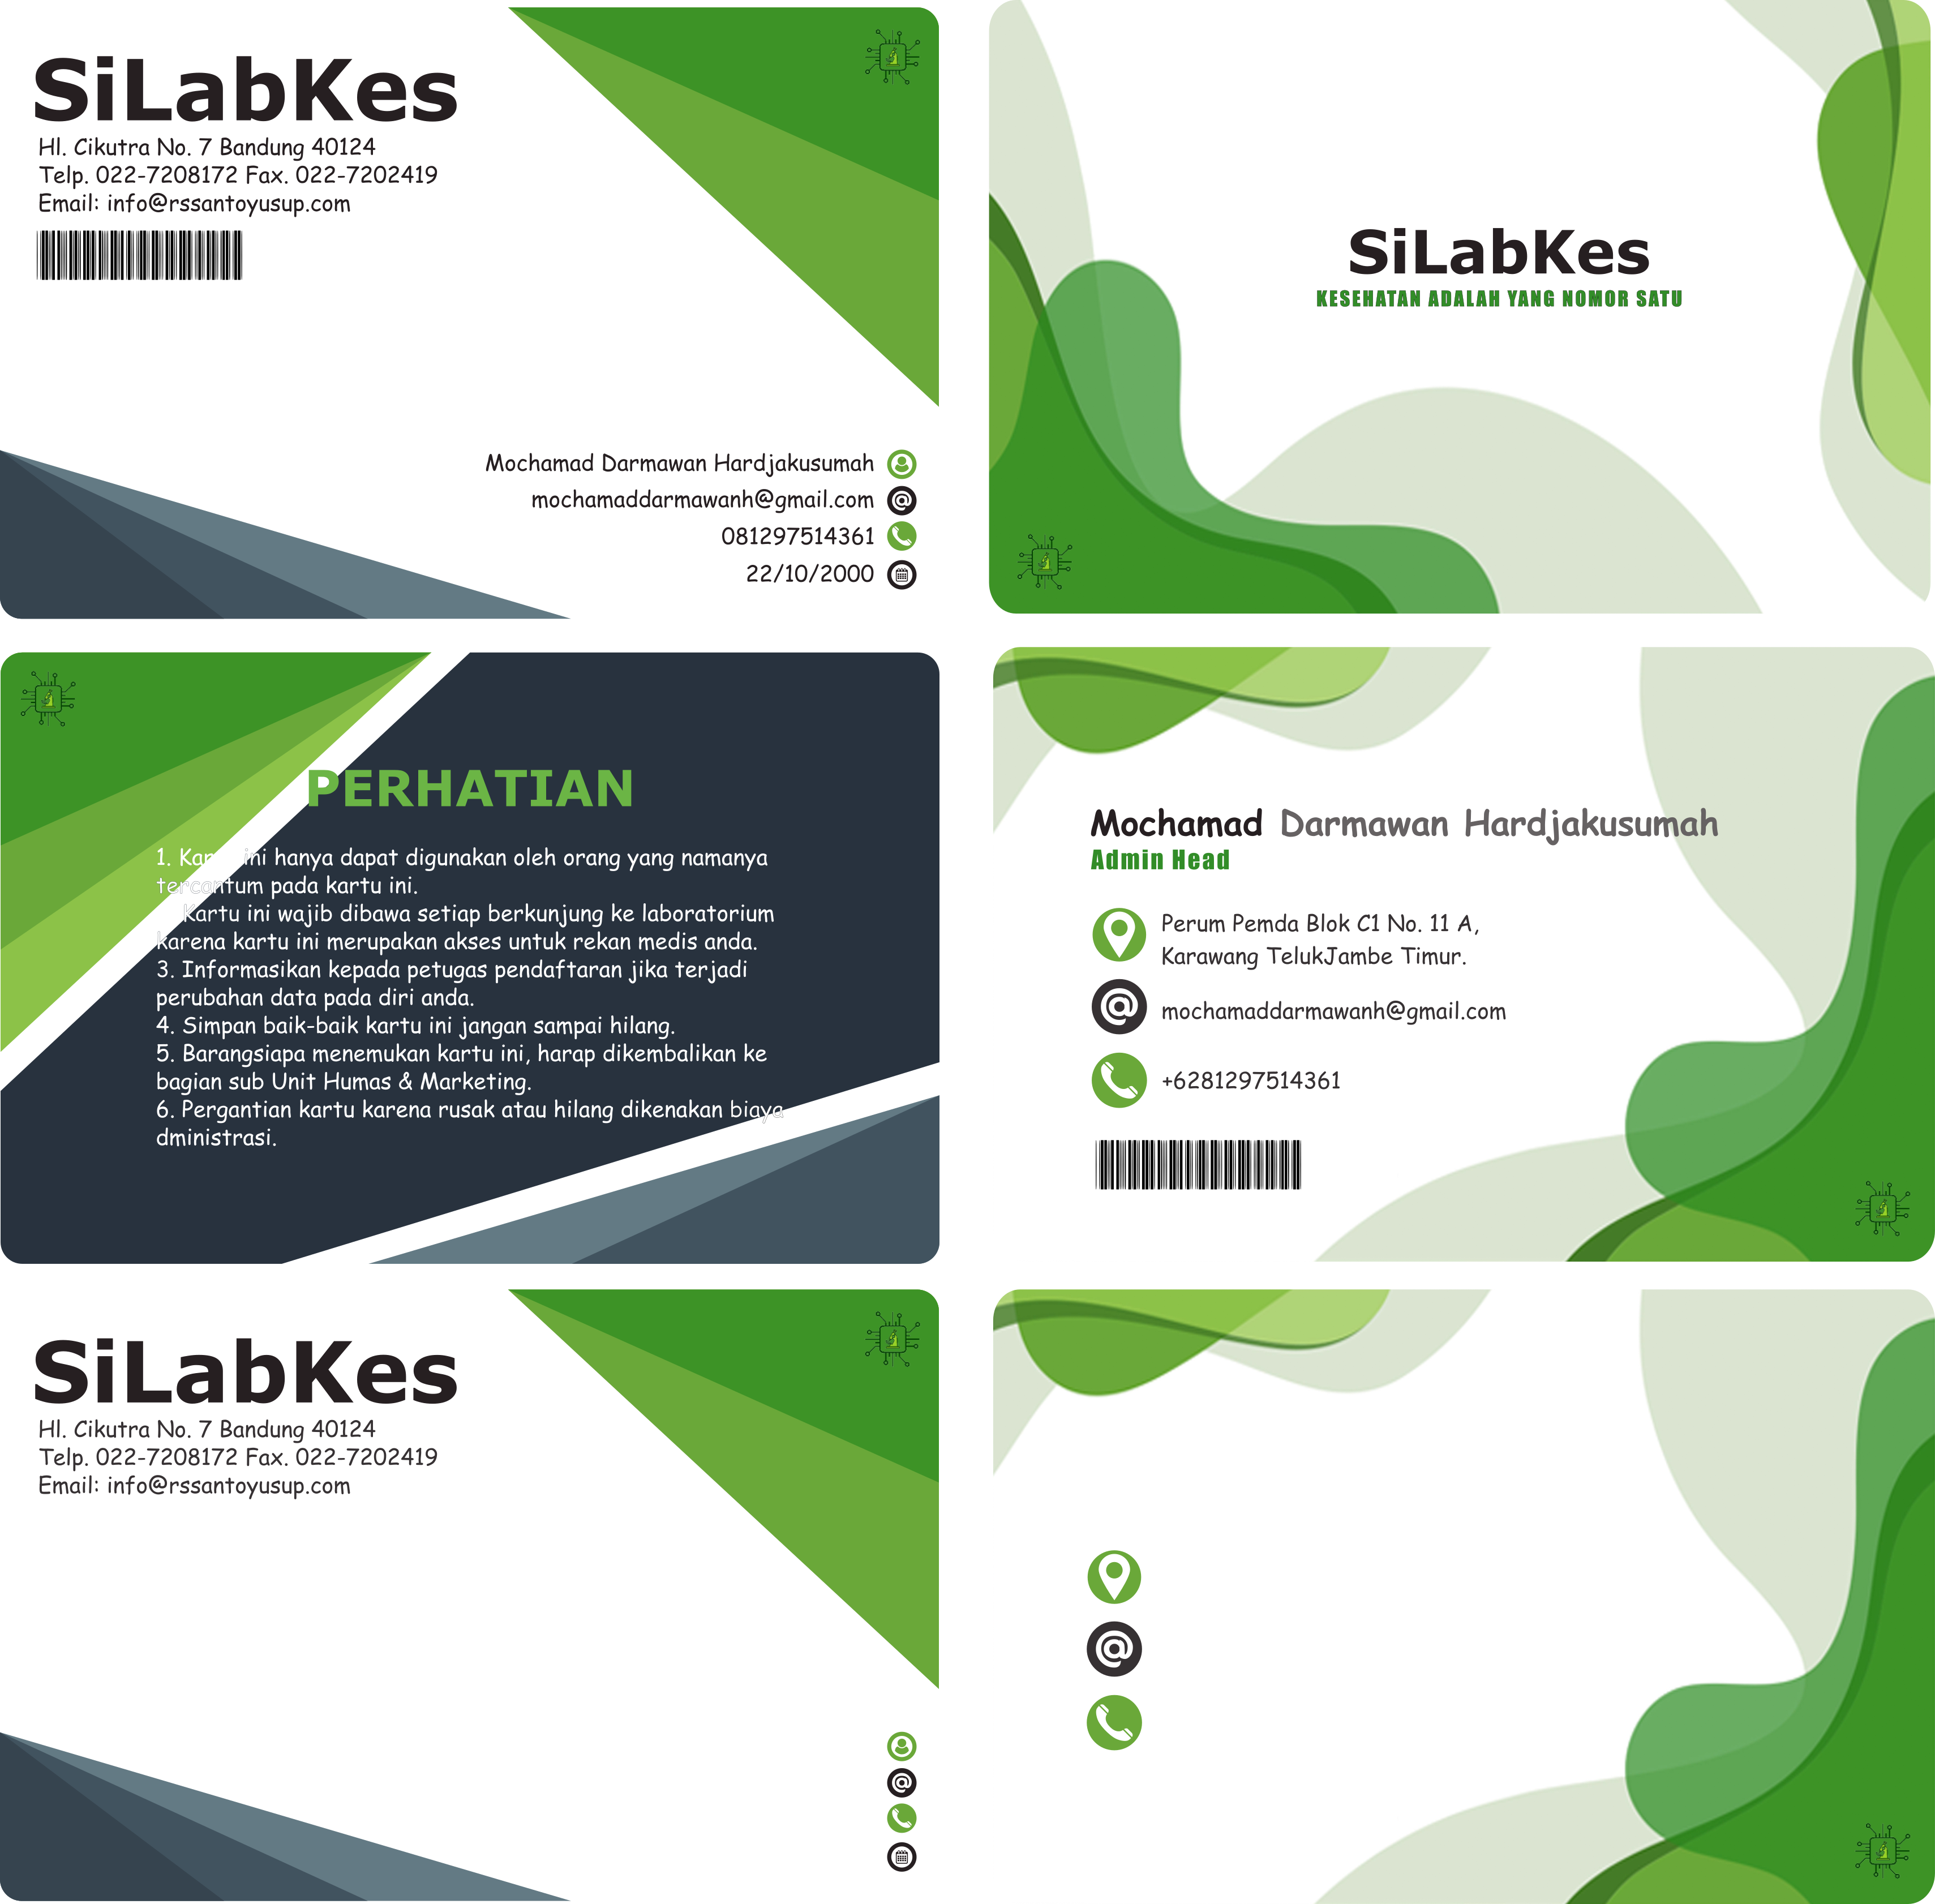 SiLabKes
Hl. Cikutra No. 7 Bandung 40124
Telp. 022-7208172 Fax. 022-7202419
Email: info@rssantoyusup.com
Mochamad Darmawan Hardjakusumah
mochamaddarmawanh@gmail.com
081297514361
22/10/2000
SiLabKes
KESEHATAN ADALAH YANG NOMOR SATU
PERHATIAN
1. Kartu ini hanya dapat digunakan oleh orang yang namanya
tercantum pada kartu ini.
Kartu ini wajib dibawa setiap berkunjung ke laboratorium
karena kartu ini merupakan akses untuk rekan medis anda.
3. Informasikan kepada petugas pendaftaran jika terjadi
perubahan data pada diri anda.
4. Simpan baik-baik kartu ini jangan sampai hilang.
5. Barangsiapa menemukan kartu ini, harap dikembalikan ke
bagian sub Unit Humas & Marketing.
6. Pergantian kartu karena rusak atau hilang dikenakan biaya
dministrasi.
Mochamad Darmawan Hardjakusumah
Admin Head
Perum Pemda Blok C1 No. 11 A,
Karawang TelukJambe Timur.
mochamaddarmawanh@gmail.com
+6281297514361
SiLabKes
Hl. Cikutra No. 7 Bandung 40124
Telp. 022-7208172 Fax. 022-7202419
Email: info@rssantoyusup.com